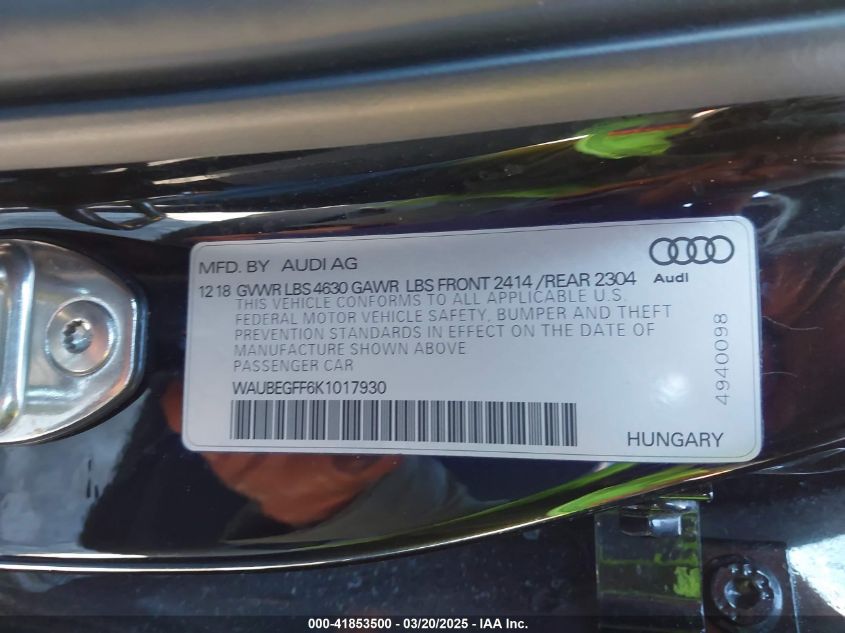 MFD. BY AUDI AG
Audi
12 18 GVWR LBS 4630 GAWR LBS FRONT 2414 /REAR 2304
THIS VEHICLE CONFORMS TO ALL APPLICABLE U.S.
FEDERAL MOTOR VEHICLE SAFETY, BUMPER AND THEFT
PREVENTION STANDARDS IN EFFECT ON THE DATE OF
MANUFACTURE SHOWN ABOVE
PASSENGER CAR
WAUBEGFF6K1017930
HUNGARY
4940098
000-41853500 - 03/20/2025 - IAA Inc.